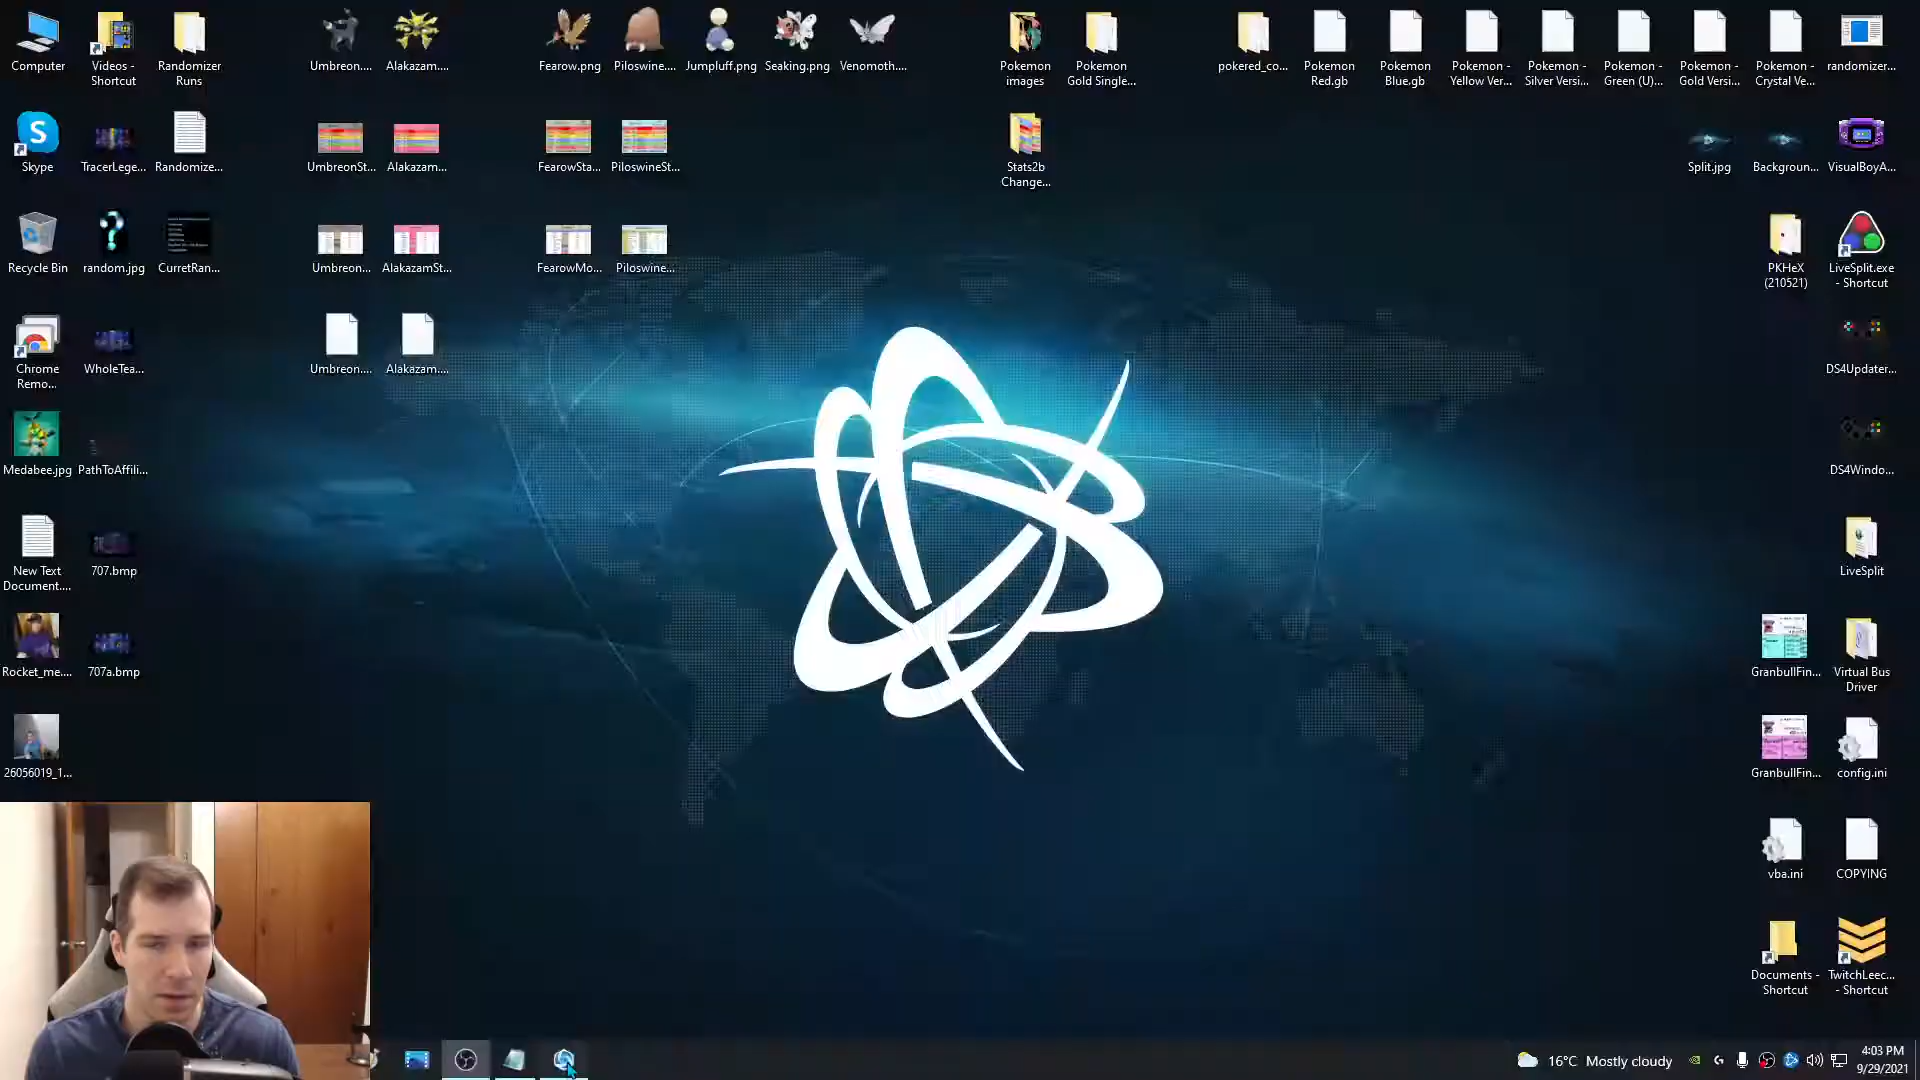 Computer
Videos -
Shortcut
Randomizer
Runs
Umbreon....
Alakazam....
Fearow.png
Piloswine....
Jumpluff.png
Seaking.png
Venomoth....
Pokemon
images
Pokemon
Gold Single...
pokered_co...
Pokemon
Red.gb
Pokemon
Blue.gb
Pokemon -
Yellow Ver...
Pokemon -
Silver Versi...
Pokemon -
Green (U)...
Pokemon -
Gold Versi...
Pokemon -
Crystal Ve...
randomizer...
Skype
TracerLege...
Randomize...
UmbreonSt...
Alakazam...
FearowSta...
PiloswineSt...
Stats2b
Change...
Split.jpg
Backgroun...
VisualBoyA...
Recycle Bin
random.jpg
CurretRan...
Umbreon...
AlakazamSt...
FearowMo...
Piloswine...
PKHeX
(210521)
LiveSplit.exe
- Shortcut
Chrome
Remo...
WholeTea...
Umbreon....
Alakazam....
DS4Updater...
Medabee.jpg
PathToAffili...
DS4Windo...
New Text
Document....
707.bmp
LiveSplit
Rocket_me....
707a.bmp
GranbullFin...
Virtual Bus
Driver
26056019_1...
GranbullFin...
config.ini
vba.ini
COPYING
Documents -
Shortcut
TwitchLeec...
- Shortcut
16°C Mostly cloudy
4:03 PM
9/29/2021